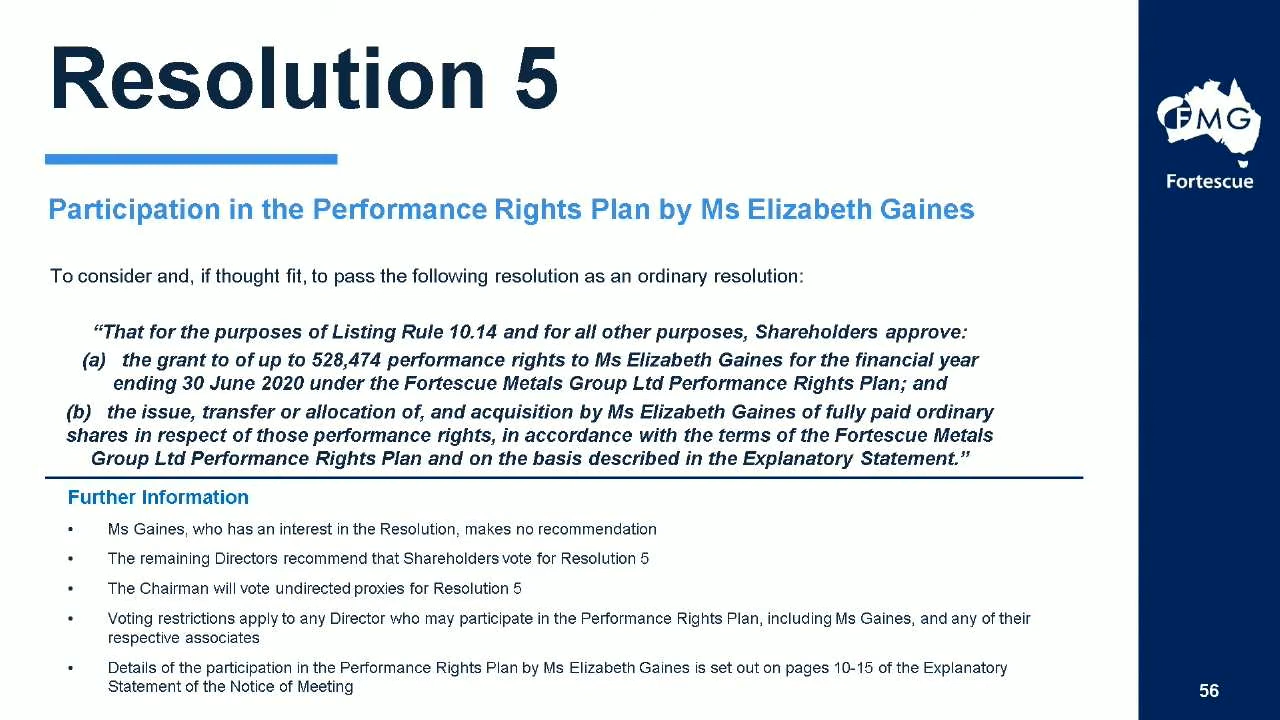 Resolution 5
FMG
Fortescue
Participation in the Performance Rights Plan by Ms Elizabeth Gaines
To consider and, if thought fit, to pass the following resolution as an ordinary resolution:
“That for the purposes of Listing Rule 10.14 and for all other purposes, Shareholders approve:
(a) the grant to of up to 528,474 performance rights to Ms Elizabeth Gaines for the financial year
ending 30 June 2020 under the Fortescue Metals Group Ltd Performance Rights Plan; and
(b) the issue, transfer or allocation of, and acquisition by Ms Elizabeth Gaines of fully paid ordinary
shares in respect of those performance rights, in accordance with the terms of the Fortescue Metals
Group Ltd Performance Rights Plan and on the basis described in the Explanatory Statement.”
Further Information
• Ms Gaines, who has an interest in the Resolution, makes no recommendation
• The remaining Directors recommend that Shareholders vote for Resolution 5
• The Chairman will vote undirected proxies for Resolution 5
• Voting restrictions apply to any Director who may participate in the Performance Rights Plan, including Ms Gaines, and any of their
respective associates
• Details of the participation in the Performance Rights Plan by Ms Elizabeth Gaines is set out on pages 10-15 of the Explanatory
Statement of the Notice of Meeting
56